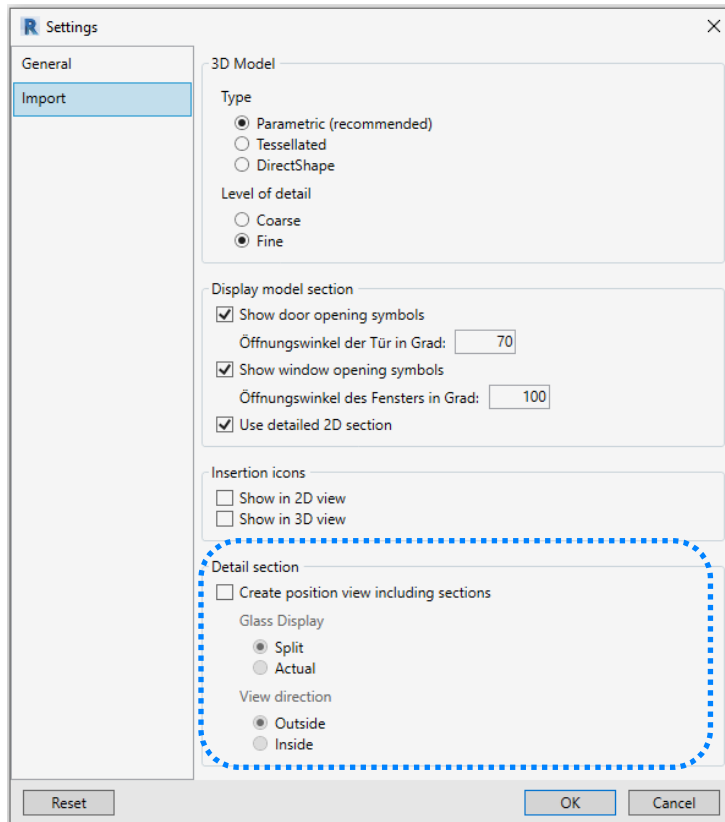 Settings
General
Import
3D Model
Type
Parametric (recommended)
Tessellated
DirectShape
Level of detail
Coarse
Fine
Display model section
Show door opening symbols
Öffnungswinkel der Tür in Grad: 70
Show window opening symbols
Öffnungswinkel des Fensters in Grad: 100
Use detailed 2D section
Insertion icons
Show in 2D view
Show in 3D view
Detail section
Create position view including sections
Glass Display
Split
Actual
View direction
Outside
Inside
Reset OK Cancel